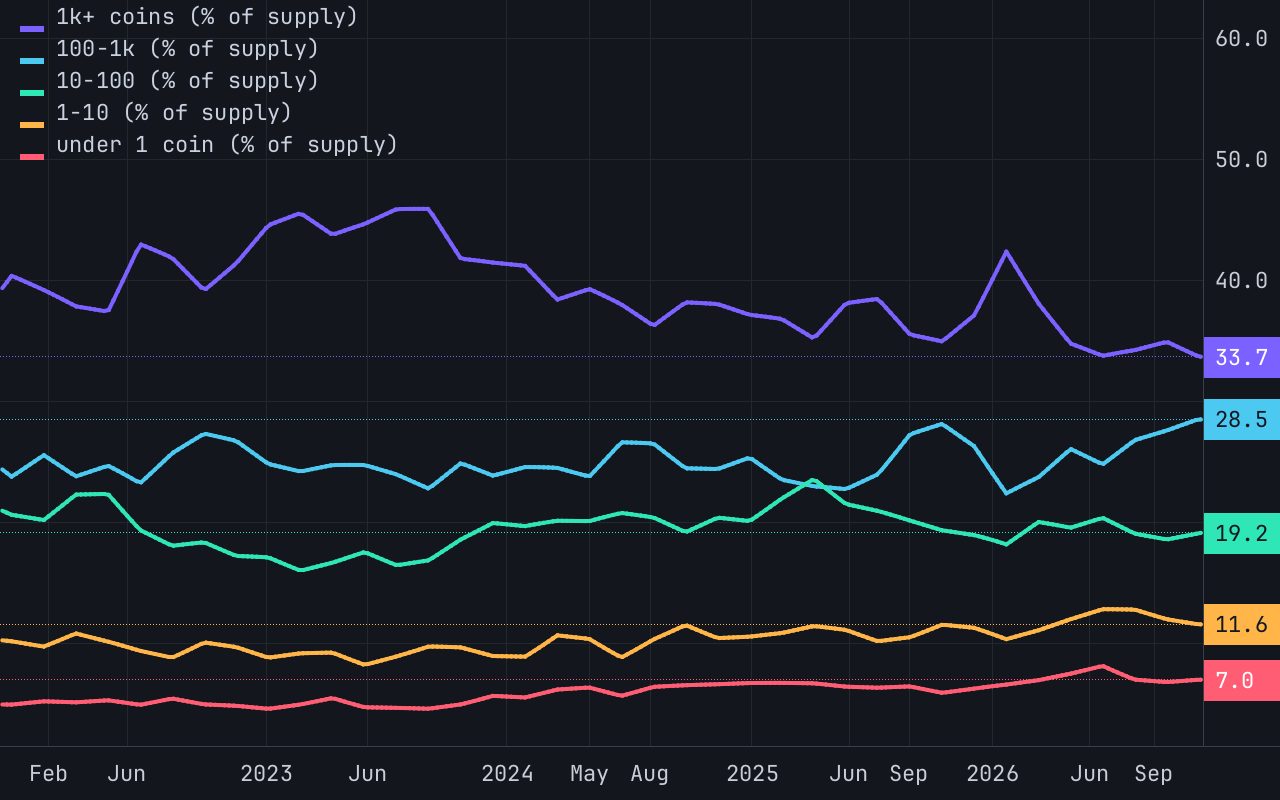 1k+ coins (% of supply)
100-1k (% of supply)
10-100 (% of supply)
1-10 (% of supply)
under 1 coin (% of supply)
60.0
50.0
40.0
33.7
28.5
19.2
11.6
7.0
Feb Jun 2023 Jun 2024 May Aug 2025 Jun Sep 2026 Jun Sep